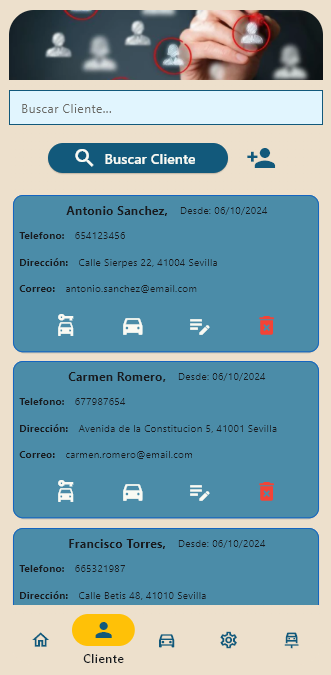 Buscar Cliente...
Buscar Cliente
Antonio Sanchez, Desde: 06/10/2024
Telefono: 654123456
Dirección: Calle Sierpes 22, 41004 Sevilla
Correo: antonio.sanchez@email.com
Carmen Romero, Desde: 06/10/2024
Telefono: 677987654
Dirección: Avenida de la Constitucion 5, 41001 Sevilla
Correo: carmen.romero@email.com
Francisco Torres, Desde: 06/10/2024
Telefono: 665321987
Dirección: Calle Betis 48, 41010 Sevilla
Cliente